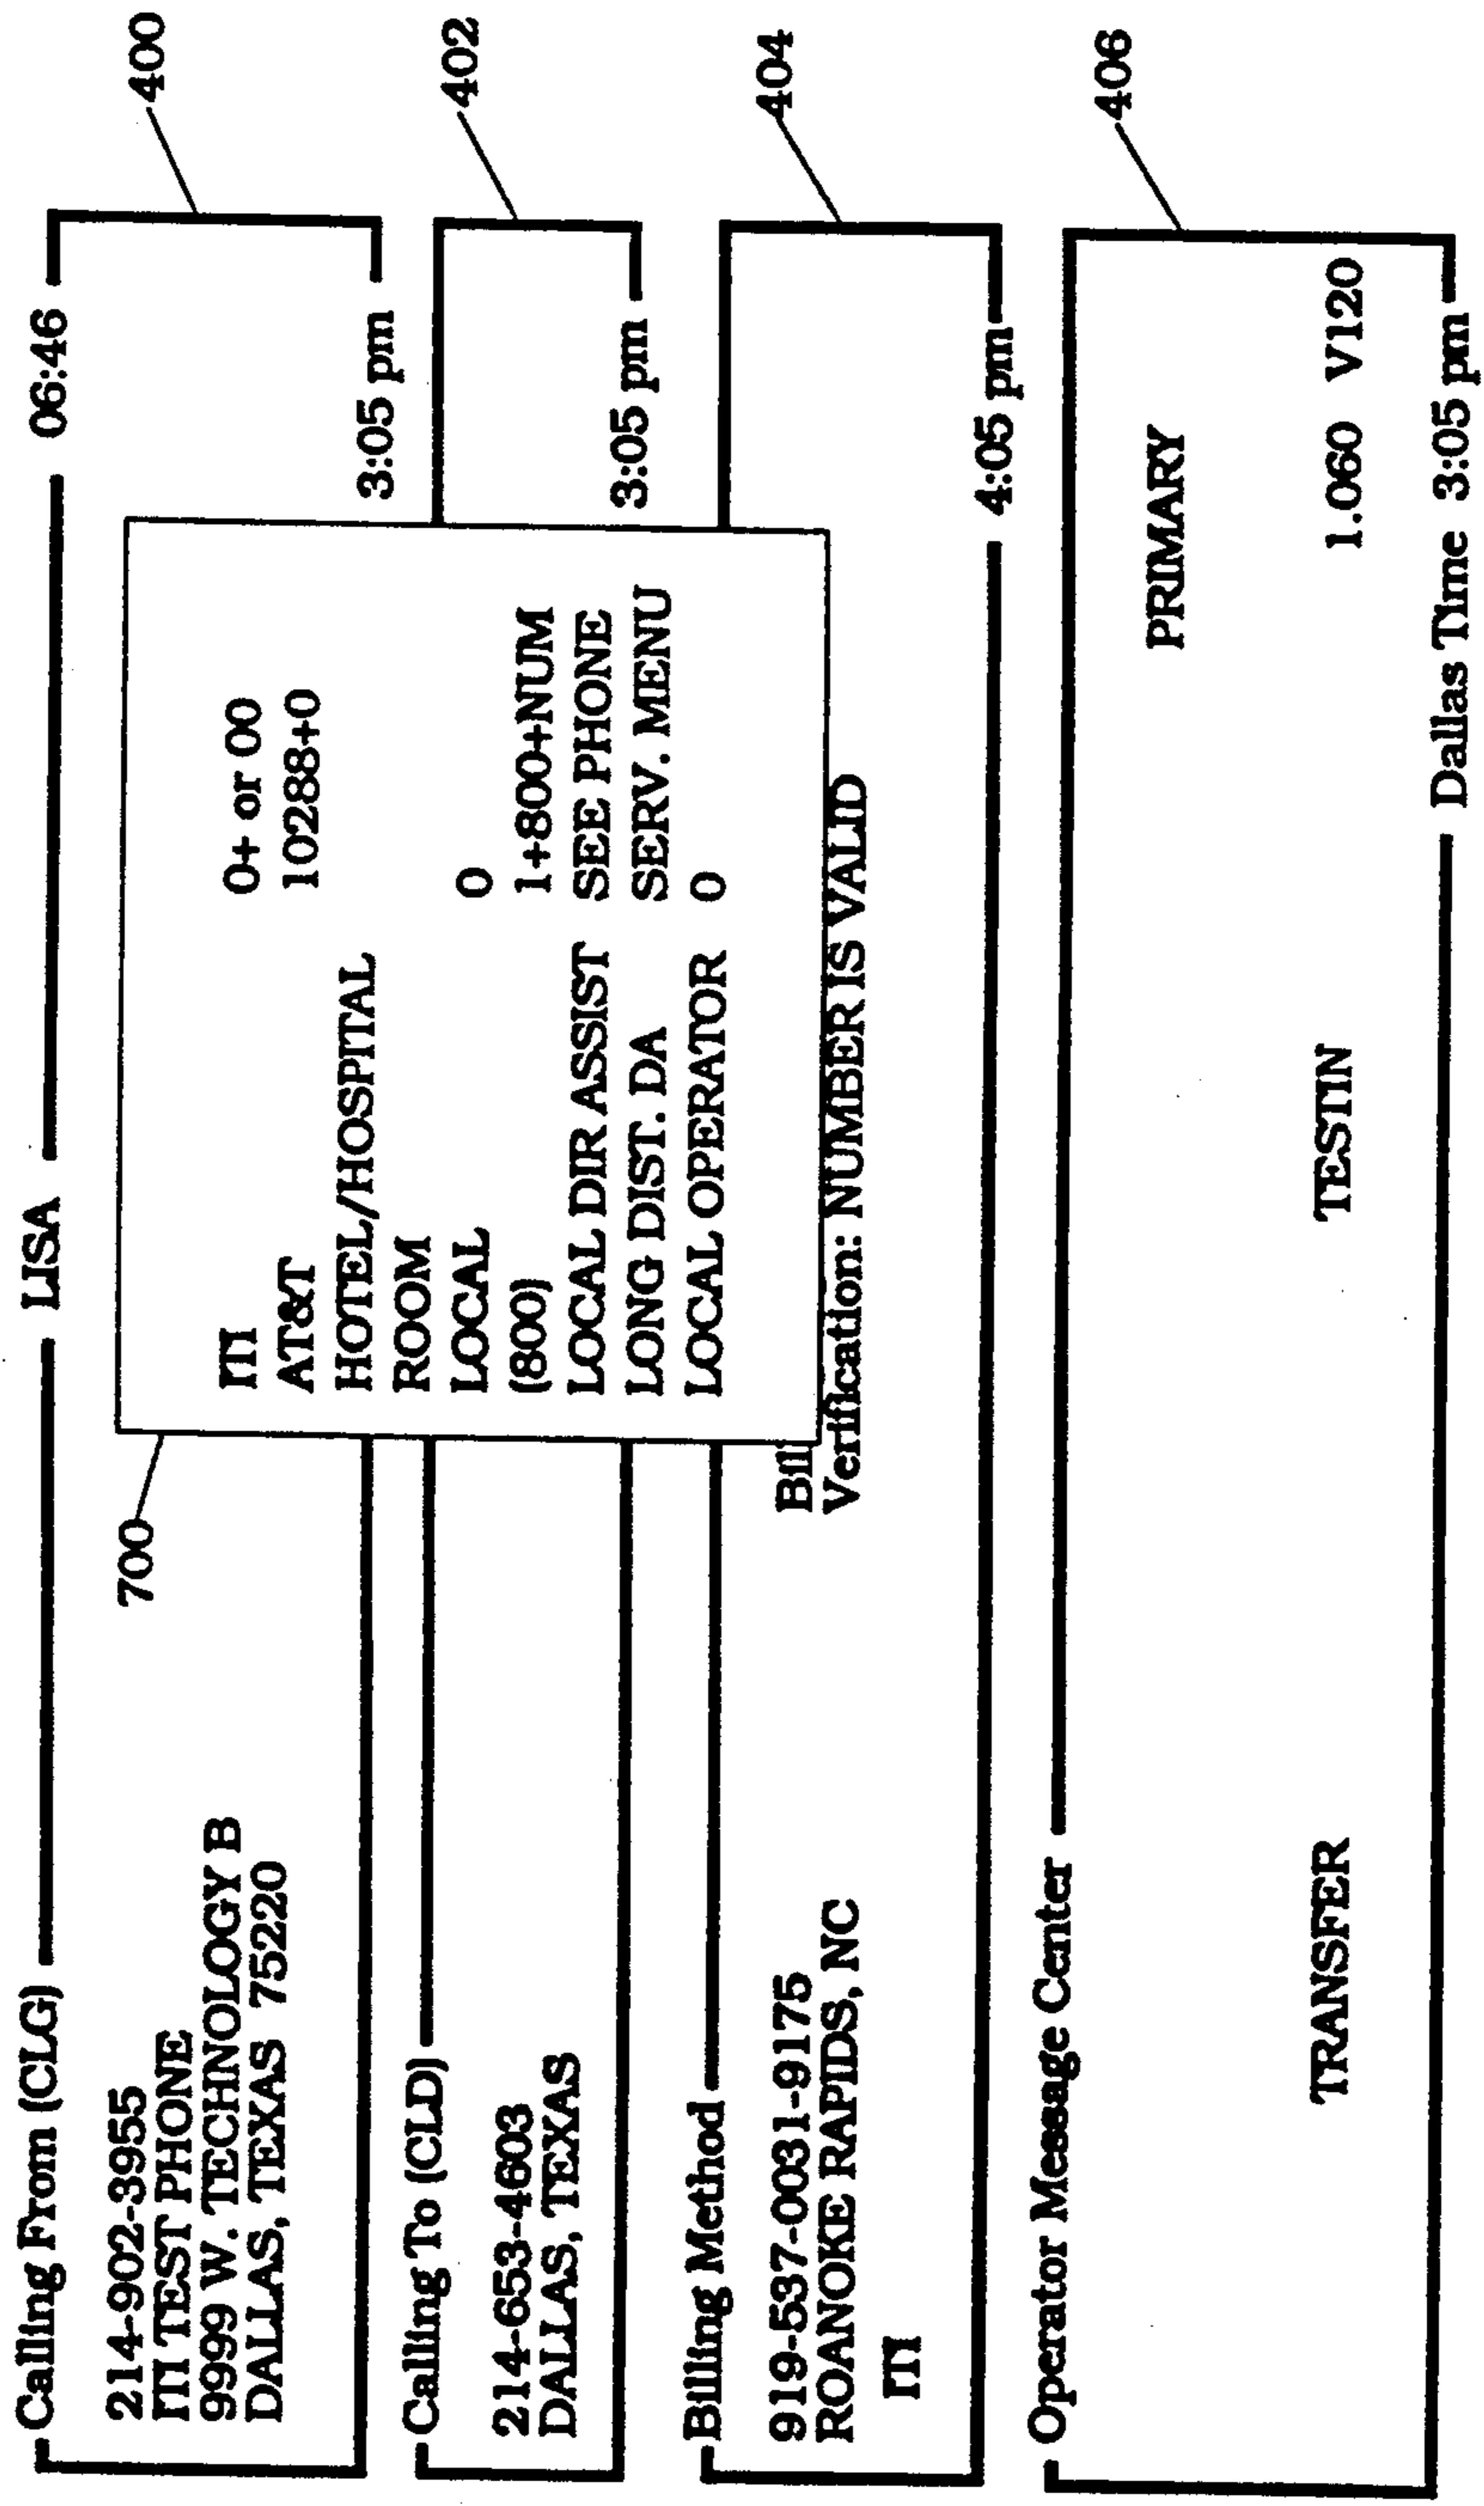 Calling From (CLG) LISA 06:46
400
700
214-902-3955
ITI TEST PHONE
9999 W. TECHNOLOGY B
DALLAS, TEXAS 75220
3:05 pm
ITI 0+ or 00
AT&T 10288+0
HOTEL/HOSPITAL
ROOM
LOCAL 0
(800) 1+800+NUM
LOCAL DIR ASSIST SEE PHONE
LONG DIST. DA SERV. MENU
LOCAL OPERATOR 0
Calling To (CLD)
402
214-653-4603
DALLAS, TEXAS
3:05 pm
Billing Method
404
919-537-0031-9175
ROANOKE RAPIDS, NC
ITI
Bill
Verification: NUMBER IS VALID
4:05 pm
Operator Message Center
406
PRIMARY
TRANSFER TESTIN 1.060 V120
Dallas Time 3:05 pm